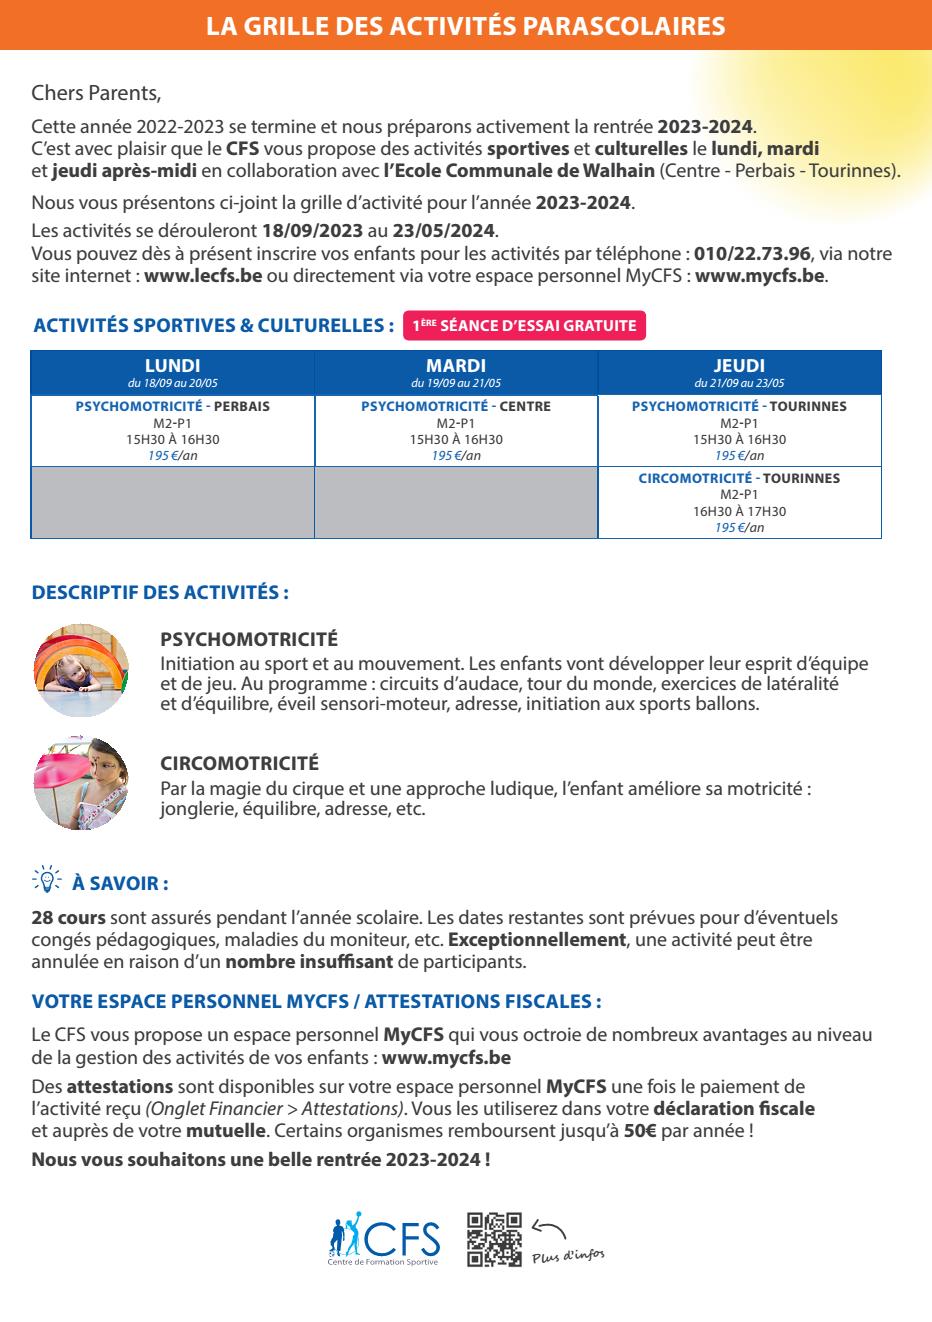 LA GRILLE DES ACTIVITÉS PARASCOLAIRES
Chers Parents,
Cette année 2022-2023 se termine et nous préparons activement la rentrée 2023-2024.
C’est avec plaisir que le CFS vous propose des activités sportives et culturelles le lundi, mardi
et jeudi après-midi en collaboration avec l’Ecole Communale de Walhain (Centre - Perbais - Tourinnes).
Nous vous présentons ci-joint la grille d’activité pour l’année 2023-2024.
Les activités se dérouleront 18/09/2023 au 23/05/2024.
Vous pouvez dès à présent inscrire vos enfants pour les activités par téléphone : 010/22.73.96, via notre
site internet : www.lecfs.be ou directement via votre espace personnel MyCFS : www.mycfs.be.
ACTIVITÉS SPORTIVES & CULTURELLES : 1ÈRE SÉANCE D’ESSAI GRATUITE
LUNDI
du 18/09 au 20/05
PSYCHOMOTRICITÉ - PERBAIS
M2-P1
15H30 À 16H30
195 €/an
MARDI
du 19/09 au 21/05
PSYCHOMOTRICITÉ - CENTRE
M2-P1
15H30 À 16H30
195 €/an
JEUDI
du 21/09 au 23/05
PSYCHOMOTRICITÉ - TOURINNES
M2-P1
15H30 À 16H30
195 €/an
CIRCOMOTRICITÉ - TOURINNES
M2-P1
16H30 À 17H30
195 €/an
DESCRIPTIF DES ACTIVITÉS :
PSYCHOMOTRICITÉ
Initiation au sport et au mouvement. Les enfants vont développer leur esprit d’équipe
et de jeu. Au programme : circuits d’audace, tour du monde, exercices de latéralité
et d’équilibre, éveil sensori-moteur, adresse, initiation aux sports ballons.
CIRCOMOTRICITÉ
Par la magie du cirque et une approche ludique, l’enfant améliore sa motricité :
jonglerie, équilibre, adresse, etc.
À SAVOIR :
28 cours sont assurés pendant l’année scolaire. Les dates restantes sont prévues pour d’éventuels
congés pédagogiques, maladies du moniteur, etc. Exceptionnellement, une activité peut être
annulée en raison d’un nombre insuffisant de participants.
VOTRE ESPACE PERSONNEL MYCFS / ATTESTATIONS FISCALES :
Le CFS vous propose un espace personnel MyCFS qui vous octroie de nombreux avantages au niveau
de la gestion des activités de vos enfants : www.mycfs.be
Des attestations sont disponibles sur votre espace personnel MyCFS une fois le paiement de
l’activité reçu (Onglet Financier > Attestations). Vous les utiliserez dans votre déclaration fiscale
et auprès de votre mutuelle. Certains organismes remboursent jusqu’à 50€ par année !
Nous vous souhaitons une belle rentrée 2023-2024 !
CFS
Centre de Formation Sportive
Plus d’infos